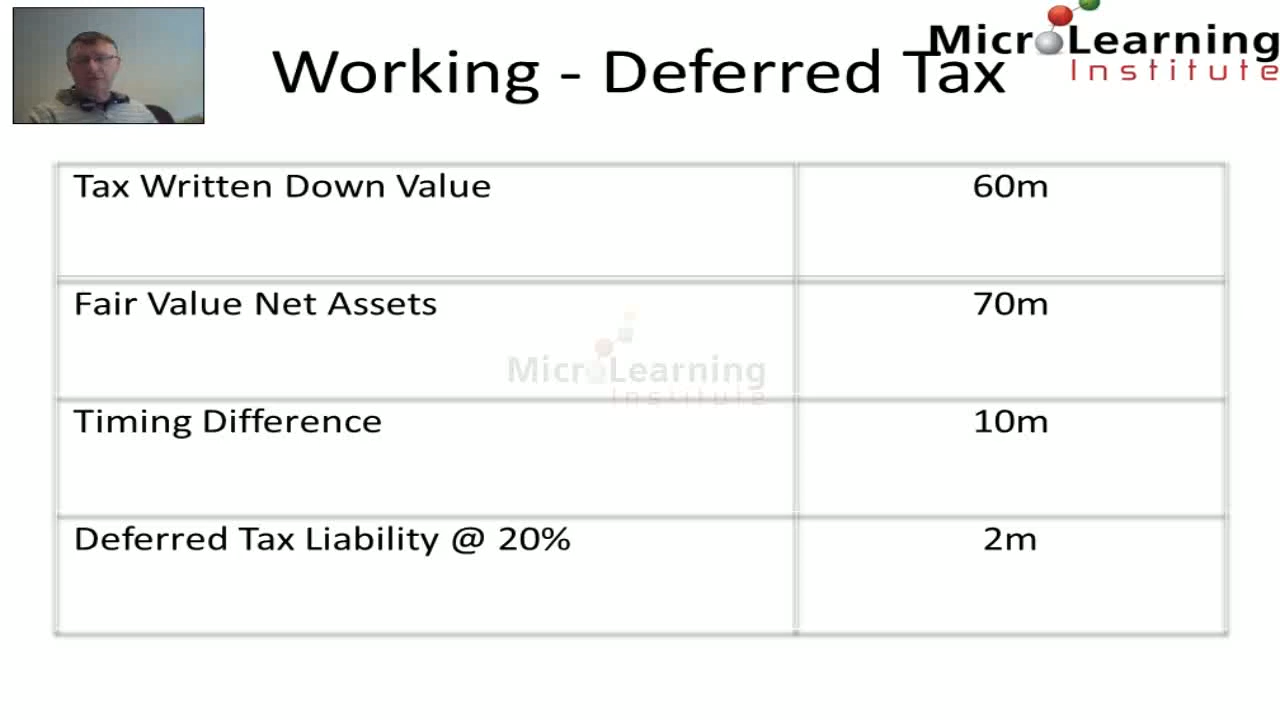 Working - Deferred Tax
MicroLearning
Institute
Tax Written Down Value 60m
Fair Value Net Assets 70m
MicroLearning
Institute
Timing Difference 10m
Deferred Tax Liability @ 20% 2m